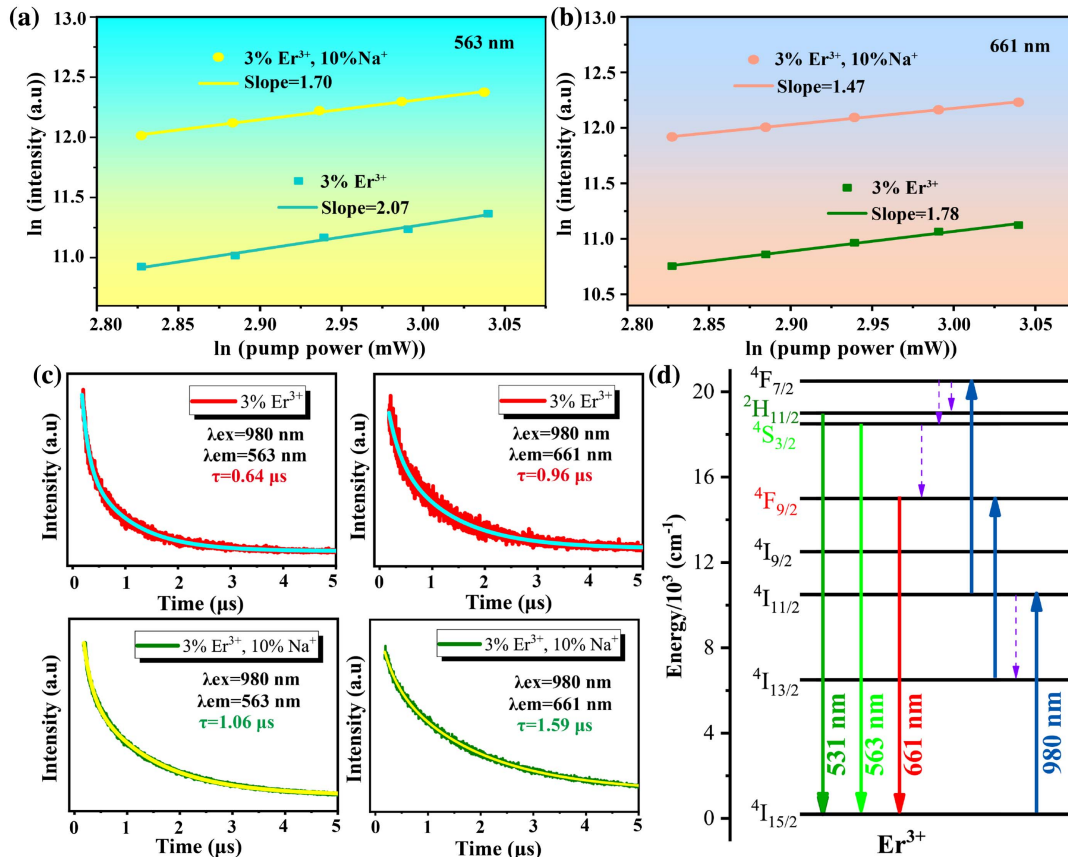 (a)
13.0
12.5
12.0
11.5
11.0
ln (intensity (a.u)
563 nm
3% Er³⁺, 10%Na⁺
Slope=1.70
3% Er³⁺
Slope=2.07
2.80 2.85 2.90 2.95 3.00 3.05
ln (pump power (mW))
(b)
13.0
12.5
12.0
11.5
11.0
10.5
ln (intensity (a.u)
661 nm
3% Er³⁺, 10%Na⁺
Slope=1.47
3% Er³⁺
Slope=1.78
2.80 2.85 2.90 2.95 3.00 3.05
ln (pump power (mW))
(c)
Intensity (a.u)
3% Er³⁺
λex=980 nm
λem=563 nm
τ=0.64 μs
0 1 2 3 4 5
Time (μs)
Intensity (a.u)
3% Er³⁺
λex=980 nm
λem=661 nm
τ=0.96 μs
0 1 2 3 4 5
Time (μs)
Intensity (a.u)
3% Er³⁺, 10% Na⁺
λex=980 nm
λem=563 nm
τ=1.06 μs
0 1 2 3 4 5
Time (μs)
Intensity (a.u)
3% Er³⁺, 10% Na⁺
λex=980 nm
λem=661 nm
τ=1.59 μs
0 1 2 3 4 5
Time (μs)
(d)
20
16
12
8
4
0
Energy/10³ (cm⁻¹)
⁴F7/2
²H11/2
⁴S3/2
⁴F9/2
⁴I9/2
⁴I11/2
⁴I13/2
⁴I15/2
531 nm
563 nm
661 nm
980 nm
Er³⁺